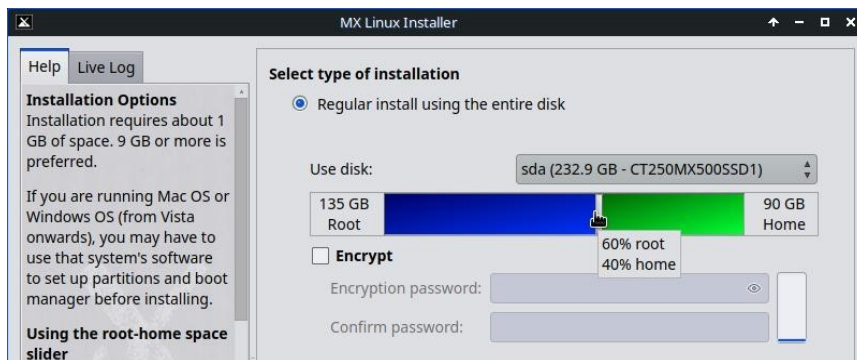 MX Linux Installer
Help
Live Log
Installation Options
Installation requires about 1
GB of space. 9 GB or more is
preferred.
If you are running Mac OS or
Windows OS (from Vista
onwards), you may have to
use that system's software
to set up partitions and boot
manager before installing.
Using the root-home space
slider
Select type of installation
Regular install using the entire disk
Use disk:
sda (232.9 GB - CT250MX500SSD1)
135 GB
Root
90 GB
Home
60% root
40% home
Encrypt
Encryption password:
Confirm password: